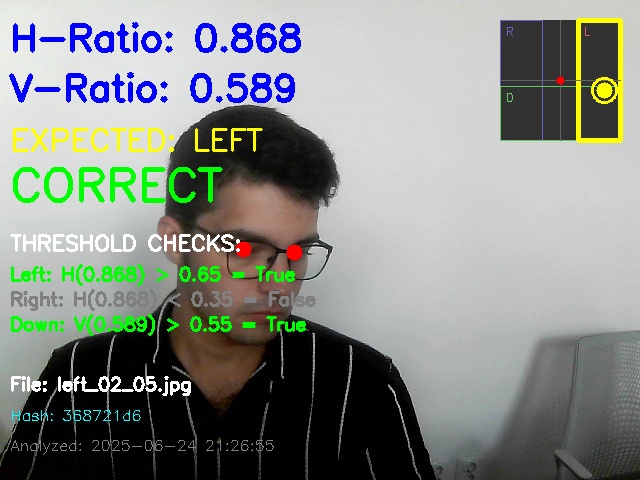 H-Ratio: 0.868
V-Ratio: 0.589
EXPECTED: LEFT
CORRECT
THRESHOLD CHECKS:
Left: H(0.868) > 0.65 = True
Right: H(0.868) < 0.35 = False
Down: V(0.589) > 0.55 = True
File: left_02_05.jpg
Hash: 368721d6
Analyzed: 2025-06-24 21:26:55
R
L
D